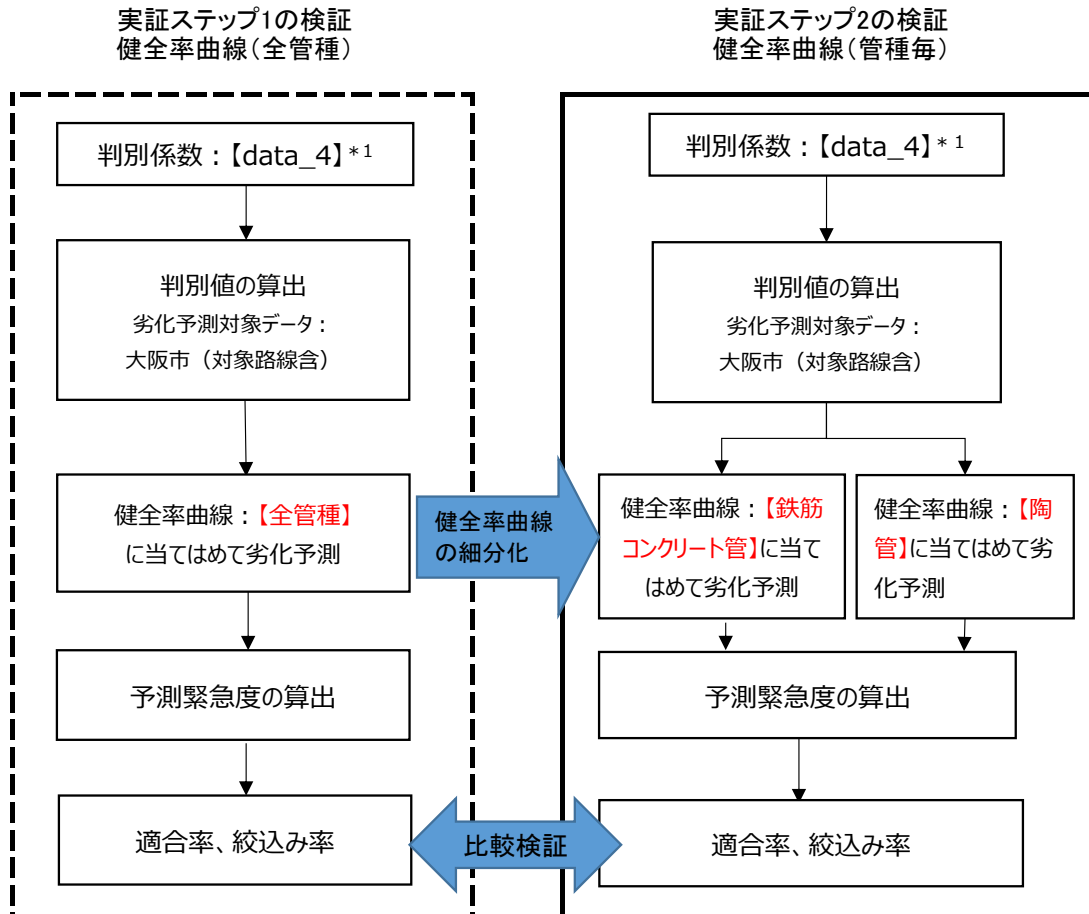 実証ステップ1の検証
健全率曲線(全管種)
判別係数:【data_4】*1
判別値の算出
劣化予測対象データ:
大阪市(対象路線含)
健全率曲線:【全管種】
に当てはめて劣化予測
予測緊急度の算出
適合率、絞込み率
健全率曲線
の細分化
比較検証
実証ステップ2の検証
健全率曲線(管種毎)
判別係数:【data_4】*1
判別値の算出
劣化予測対象データ:
大阪市(対象路線含)
健全率曲線:【鉄筋
コンクリート管】に当て
はめて劣化予測
健全率曲線:【陶
管】に当てはめて劣
化予測
予測緊急度の算出
適合率、絞込み率